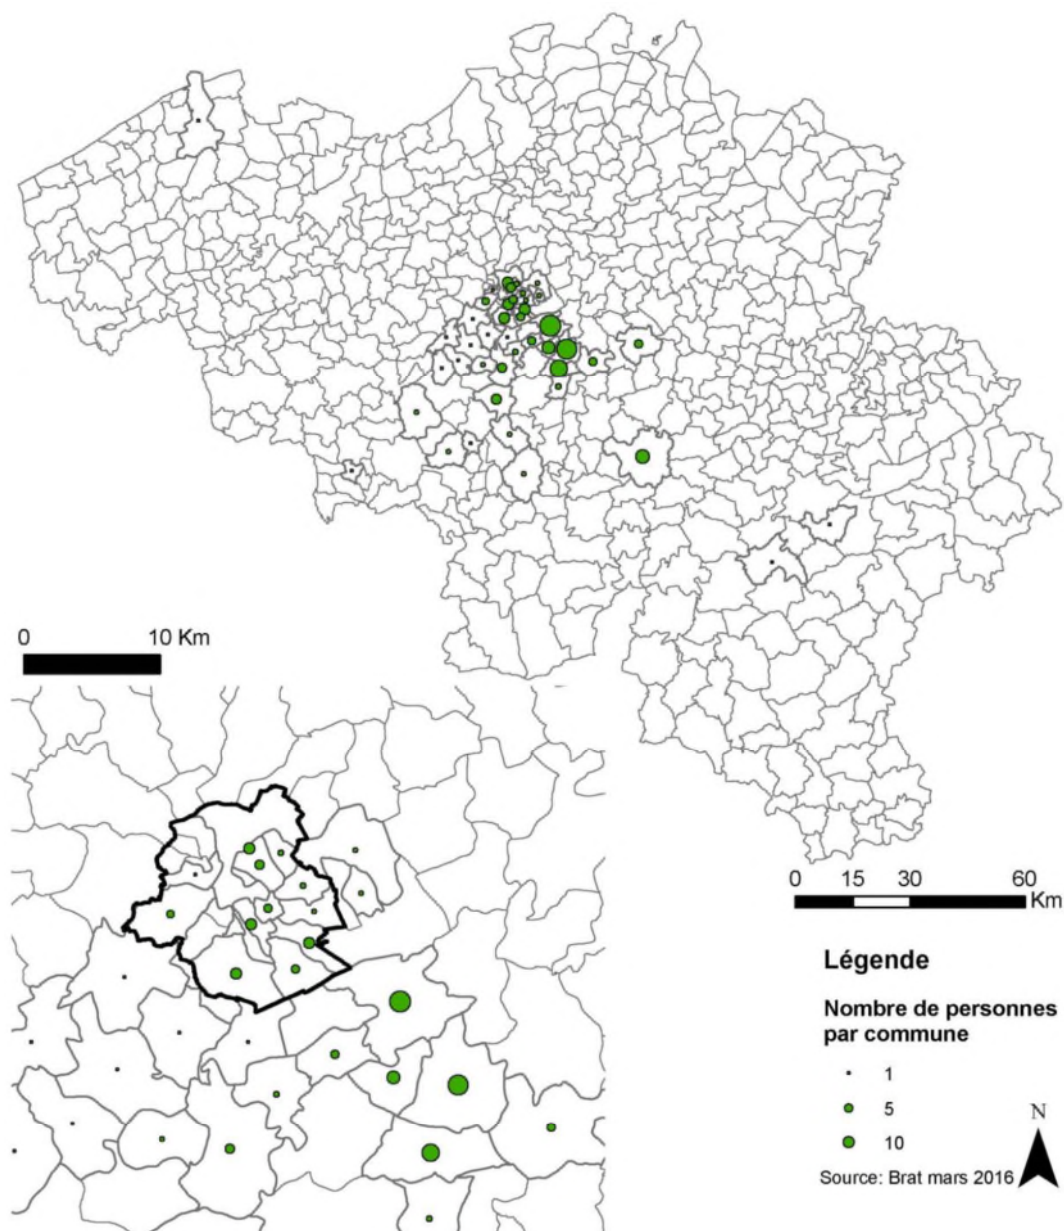 0 10 Km
0 15 30 60
Km
Légende
Nombre de personnes
par commune
1
5
10
N
Source: Brat mars 2016